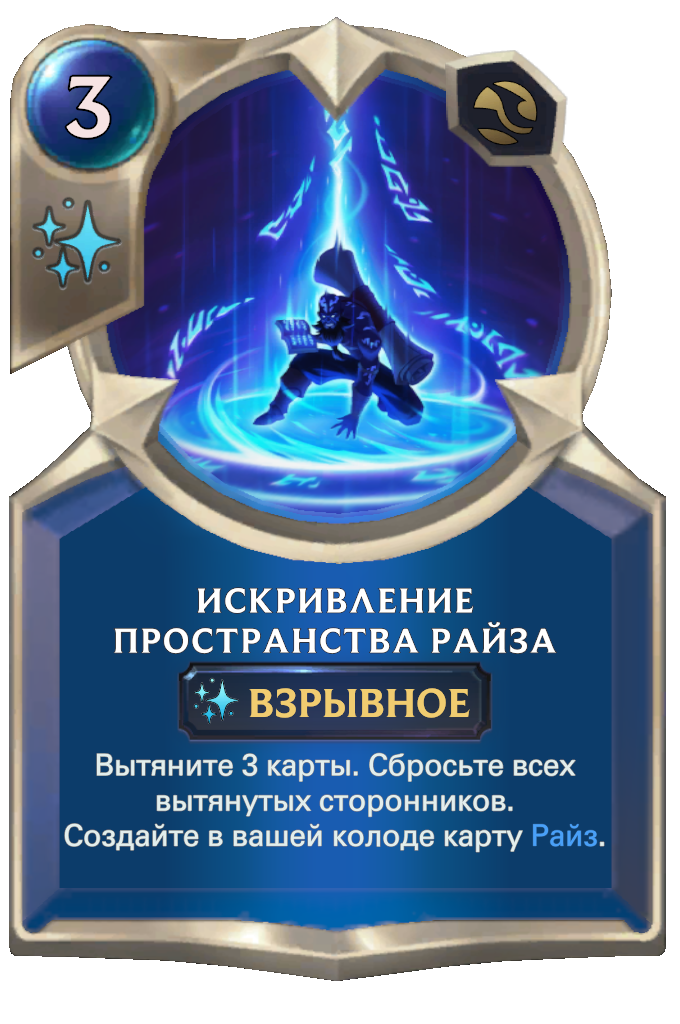 3
ИСКРИВЛЕНИЕ
ПРОСТРАНСТВА РАЙЗА
ВЗРЫВНОЕ
Вытяните 3 карты. Сбросьте всех
вытянутых сторонников.
Создайте в вашей колоде карту Райз.